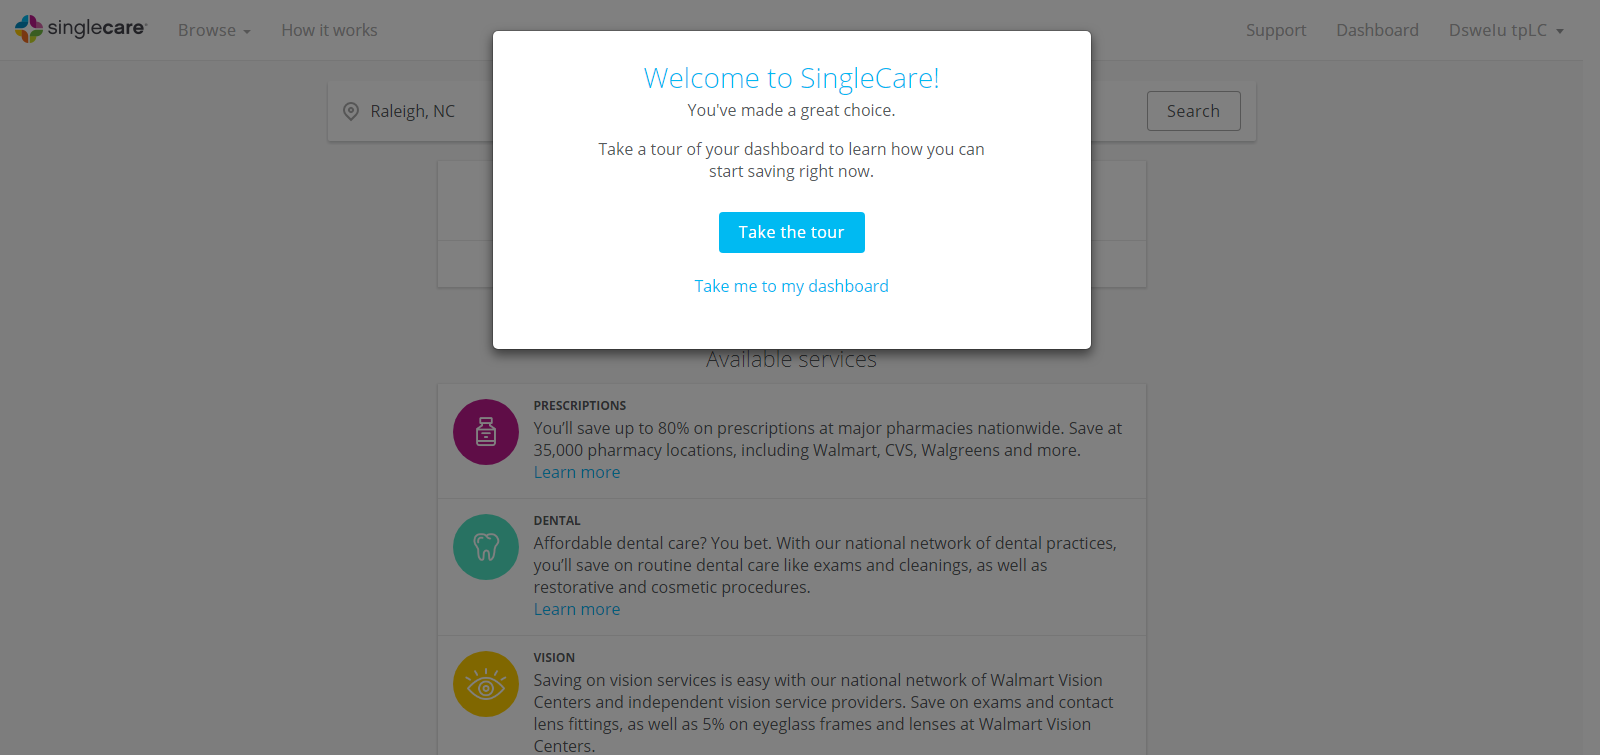 singlecare
Browse
How it works
Support
Dashboard
Dswelu tpLC
Raleigh, NC
Search
Welcome to SingleCare!
You've made a great choice.
Take a tour of your dashboard to learn how you can
start saving right now.
Take the tour
Take me to my dashboard
Available services
PRESCRIPTIONS
You’ll save up to 80% on prescriptions at major pharmacies nationwide. Save at
35,000 pharmacy locations, including Walmart, CVS, Walgreens and more.
Learn more
DENTAL
Affordable dental care? You bet. With our national network of dental practices,
you’ll save on routine dental care like exams and cleanings, as well as
restorative and cosmetic procedures.
Learn more
VISION
Saving on vision services is easy with our national network of Walmart Vision
Centers and independent vision service providers. Save on exams and contact
lens fittings, as well as 5% on eyeglass frames and lenses at Walmart Vision
Centers.